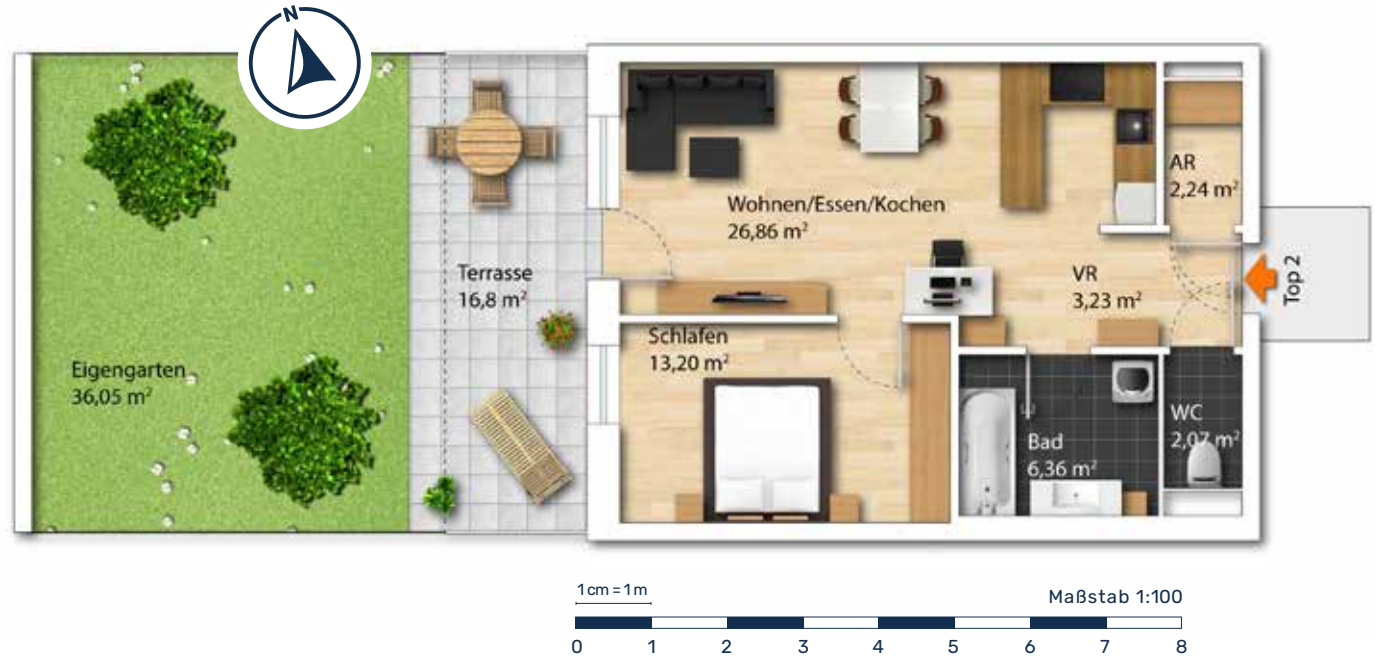 N
AR
2,24 m²
Wohnen/Essen/Kochen
26,86 m²
Terrasse
16,8 m²
VR
3,23 m²
Top 2
Schlafen
13,20 m²
Eigengarten
36,05 m²
WC
2,07 m²
Bad
6,36 m²
1 cm = 1 m
Maßstab 1:100
0 1 2 3 4 5 6 7 8